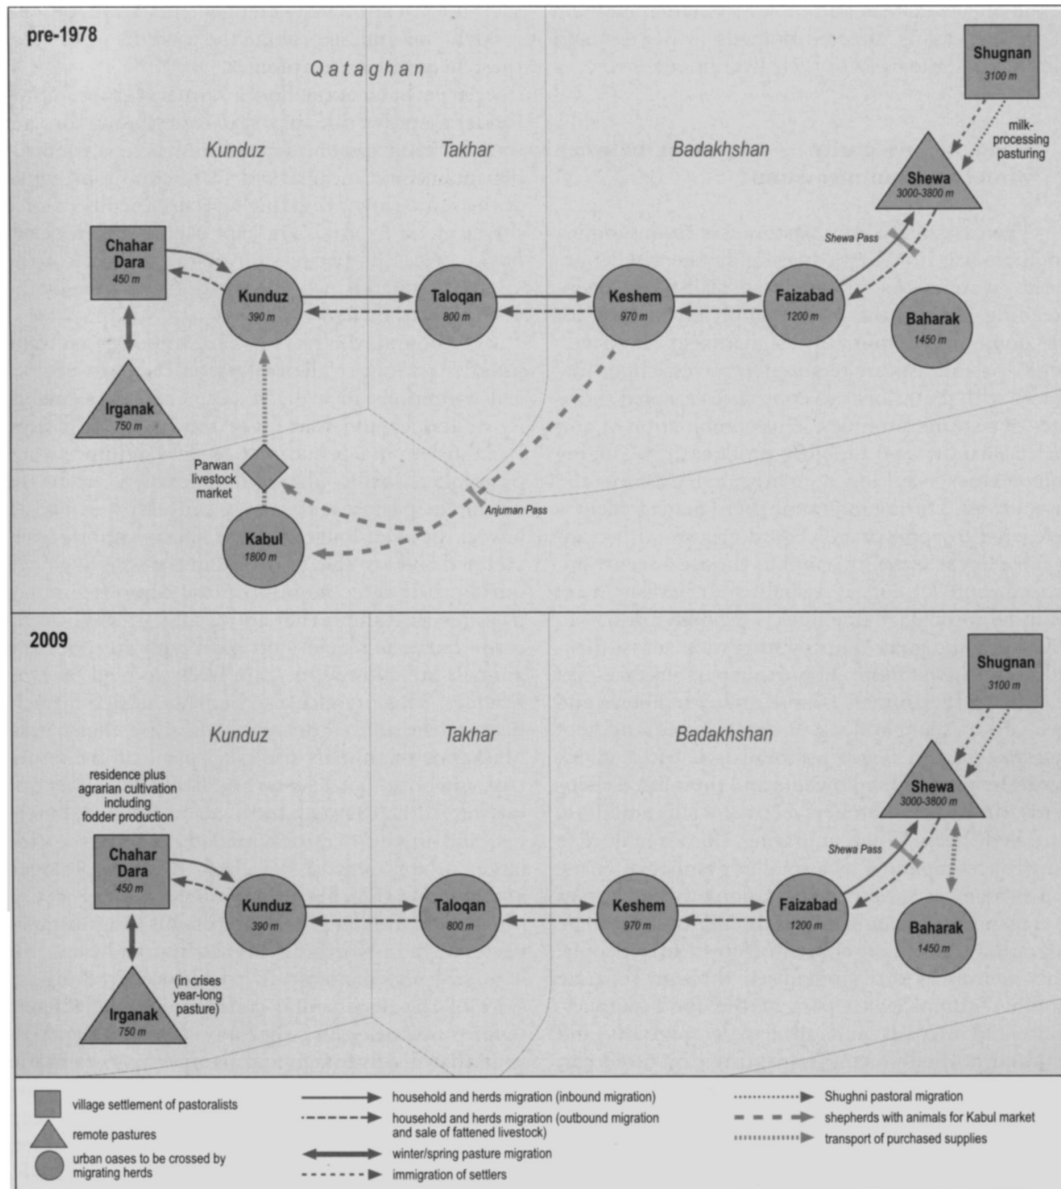 pre-1978
Qataghan
Kunduz
Takhar
Badakhshan
Shugnan
3100 m
milk-
processing
pasturing
Shewa
3000-3800 m
Shewa Pass
Chahar
Dara
450 m
Kunduz
390 m
Taloqan
800 m
Keshem
970 m
Faizabad
1200 m
Baharak
1450 m
Irganak
750 m
Parwan
livestock
market
Anjuman Pass
Kabul
1800 m
2009
Kunduz
Takhar
Badakhshan
Shugnan
3100 m
residence plus
agrarian cultivation
including
fodder production
Shewa
3000-3800 m
Shewa Pass
Chahar
Dara
450 m
Kunduz
390 m
Taloqan
800 m
Keshem
970 m
Faizabad
1200 m
Baharak
1450 m
(in crises
year-long
pasture)
Irganak
750 m
village settlement of pastoralists
remote pastures
urban oases to be crossed by
migrating herds
household and herds migration (inbound migration)
household and herds migration (outbound migration
and sale of fattened livestock)
winter/spring pasture migration
immigration of settlers
Shughni pastoral migration
shepherds with animals for Kabul market
transport of purchased supplies